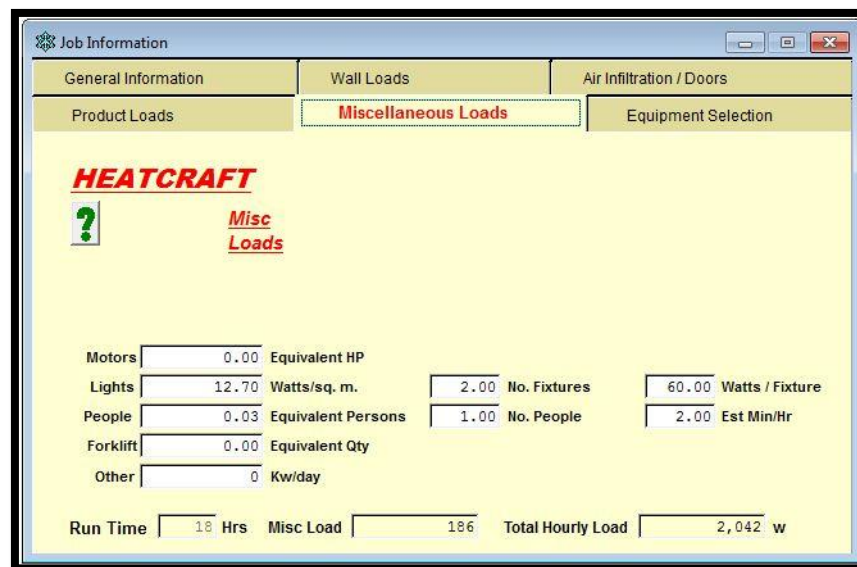 Job Information
General Information Wall Loads Air Infiltration / Doors
Product Loads Miscellaneous Loads Equipment Selection
HEATCRAFT
? Misc
Loads
Motors 0.00 Equivalent HP
Lights 12.70 Watts/sq. m. 2.00 No. Fixtures 60.00 Watts / Fixture
People 0.03 Equivalent Persons 1.00 No. People 2.00 Est Min/Hr
Forklift 0.00 Equivalent Qty
Other 0 Kw/day
Run Time 18 Hrs Misc Load 186 Total Hourly Load 2,042 w